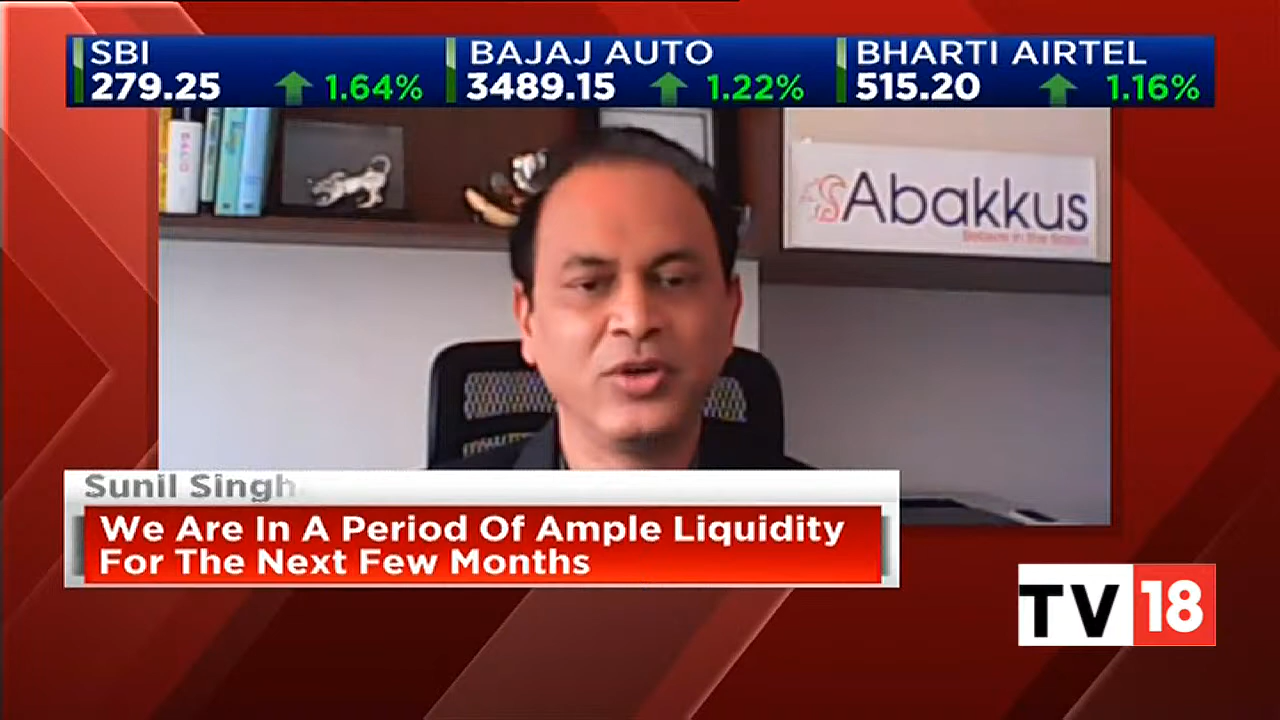 SBI
279.25 1.64%
BAJAJ AUTO
3489.15 1.22%
BHARTI AIRTEL
515.20 1.16%
Abakkus
Sunil Singh
We Are In A Period Of Ample Liquidity
For The Next Few Months
TV18